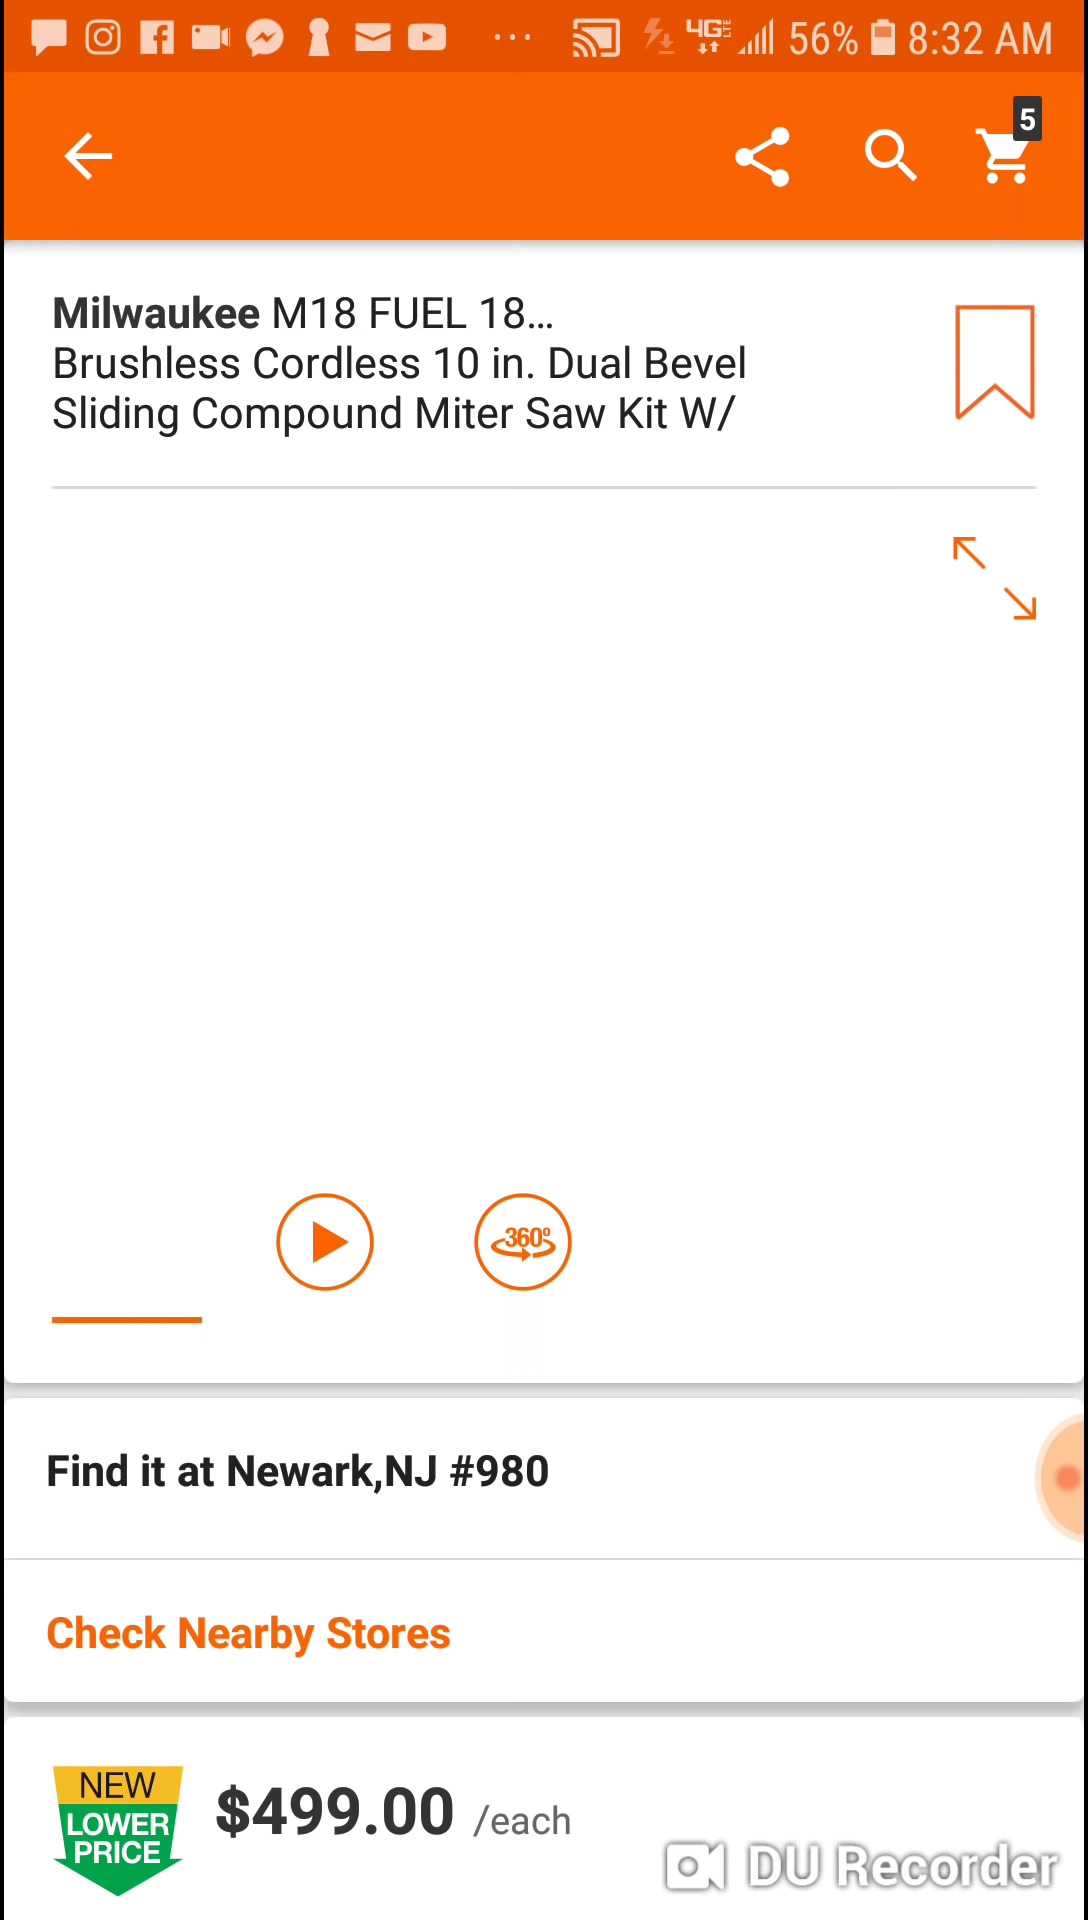 4G LTE 56% 8:32 AM
5
Milwaukee M18 FUEL 18...
Brushless Cordless 10 in. Dual Bevel
Sliding Compound Miter Saw Kit W/
360°
Find it at Newark,NJ #980
Check Nearby Stores
NEW
LOWER
PRICE
$499.00 /each
DU Recorder